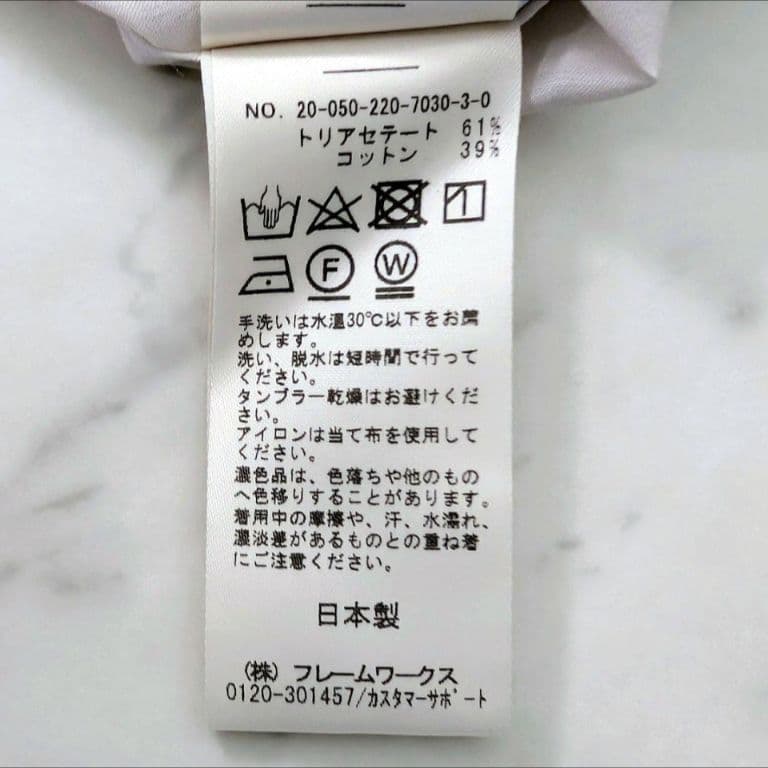 NO. 20-050-220-7030-3-0
トリアセテート 61%
コットン 39%
F W
手洗いは水温30℃以下をお薦
めします。
洗い、脱水は短時間で行って
ください。
タンブラー乾燥はお避けくだ
さい。
アイロンは当て布を使用して
ください。
濃色品は、色落ちや他のもの
へ色移りすることがあります。
着用中の摩擦や、汗、水濡れ、
濃淡差があるものとの重ね着
にご注意ください。
日本製
(株) フレームワークス
0120-301457/カスタマーサポート